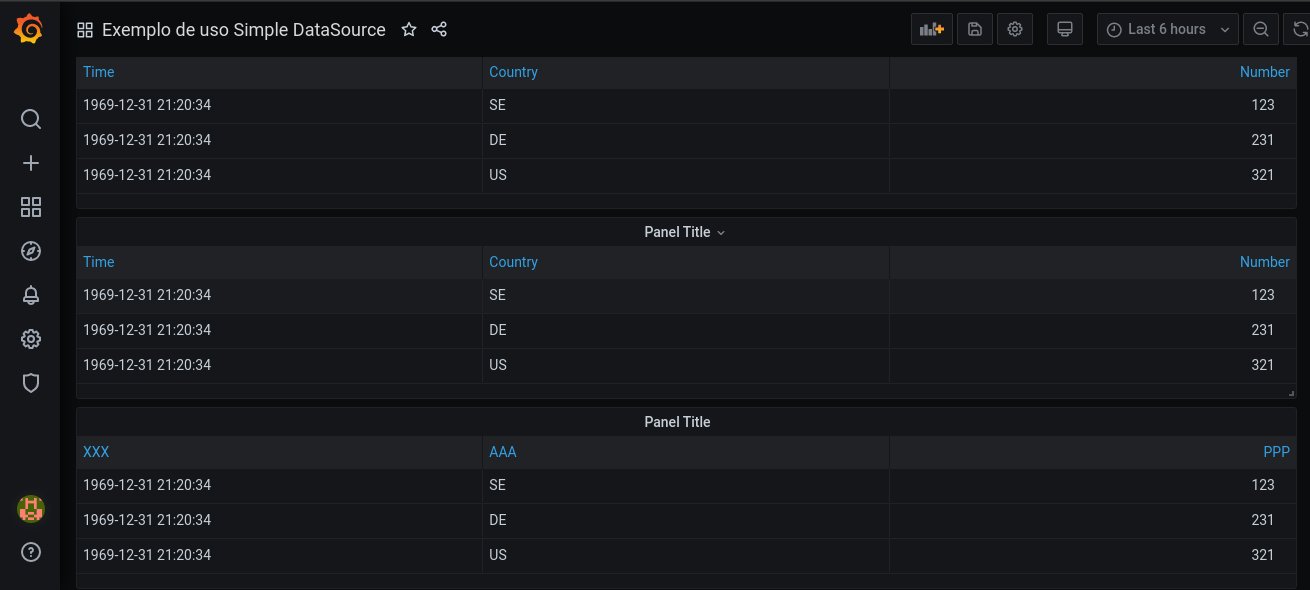 Exemplo de uso Simple DataSource Last 6 hours
Time Country Number
1969-12-31 21:20:34 SE 123
1969-12-31 21:20:34 DE 231
1969-12-31 21:20:34 US 321
Panel Title
Time Country Number
1969-12-31 21:20:34 SE 123
1969-12-31 21:20:34 DE 231
1969-12-31 21:20:34 US 321
Panel Title
XXX AAA PPP
1969-12-31 21:20:34 SE 123
1969-12-31 21:20:34 DE 231
1969-12-31 21:20:34 US 321